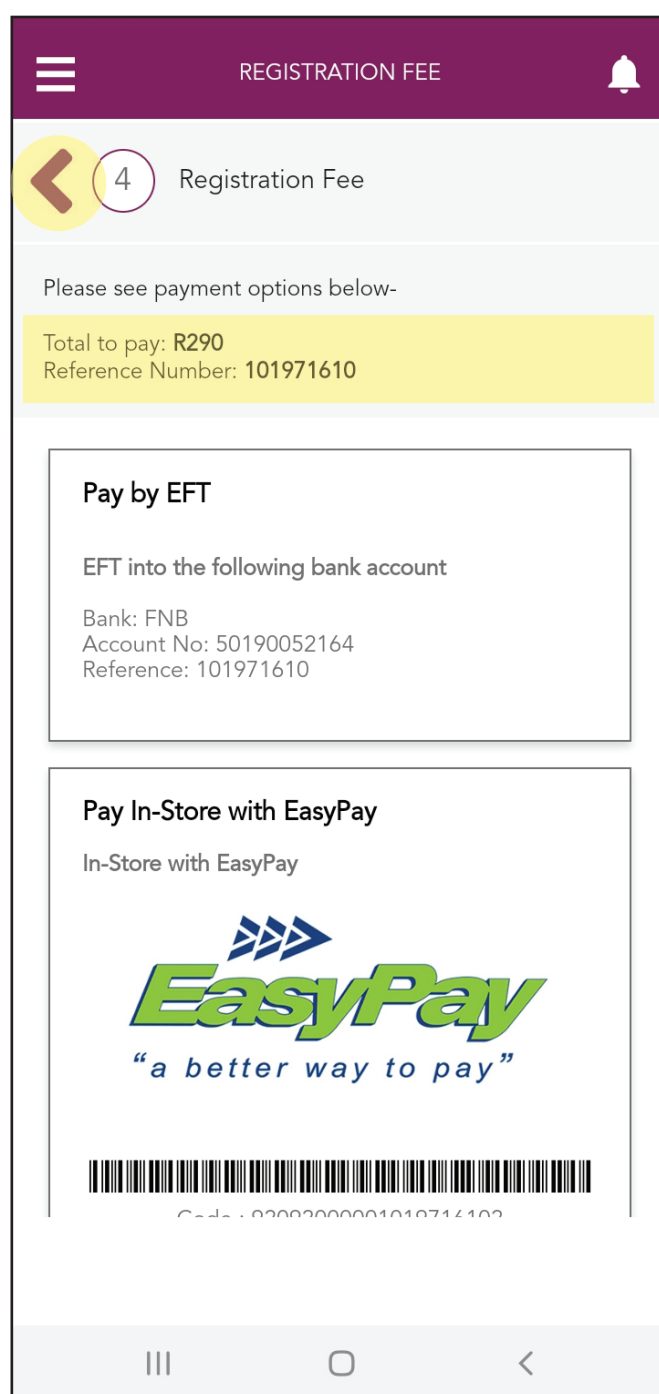 REGISTRATION FEE
4 Registration Fee
Please see payment options below-
Total to pay: R290
Reference Number: 101971610
Pay by EFT
EFT into the following bank account
Bank: FNB
Account No: 50190052164
Reference: 101971610
Pay In-Store with EasyPay
In-Store with EasyPay
EasyPay
“a better way to pay”
Code :